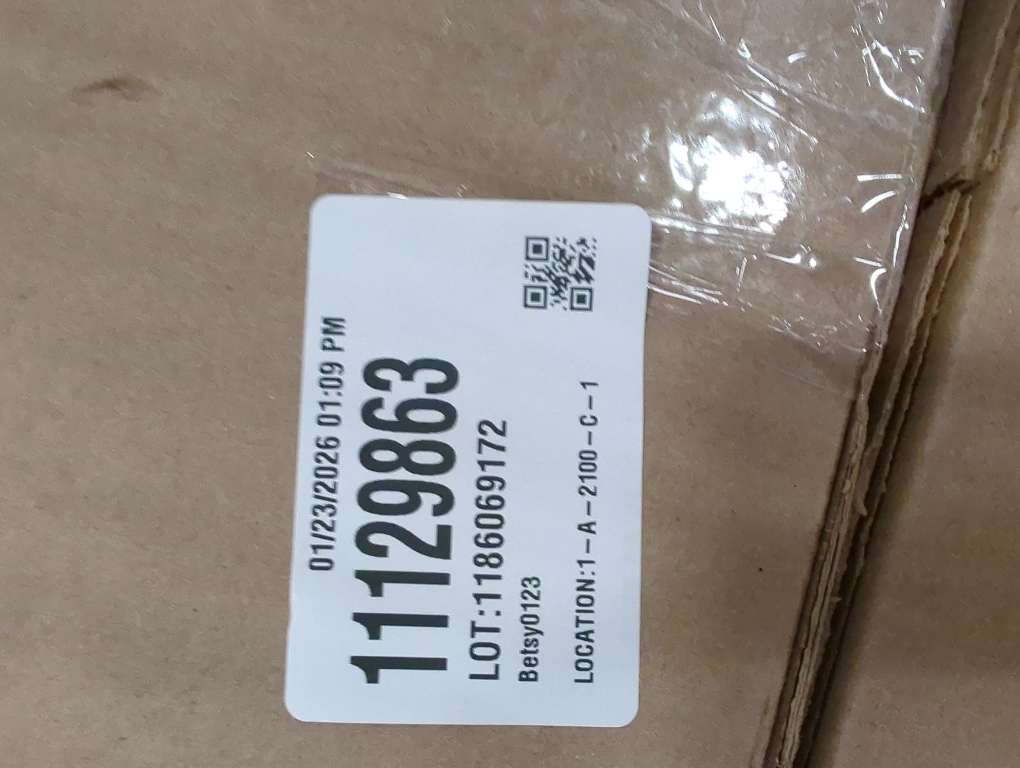 01/23/2026 01:09 PM
11129863
LOT:1186069172
Betsy0123
LOCATION:1-A-2100-C-1